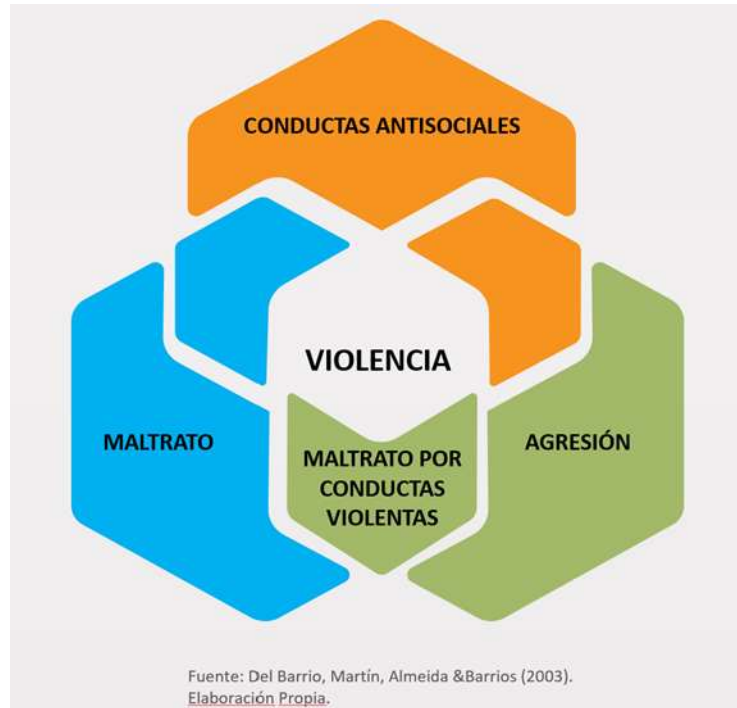 CONDUCTAS ANTISOCIALES
VIOLENCIA
MALTRATO
MALTRATO POR
CONDUCTAS
VIOLENTAS
AGRESIÓN
Fuente: Del Barrio, Martín, Almeida &Barrios (2003).
Elaboración Propia.